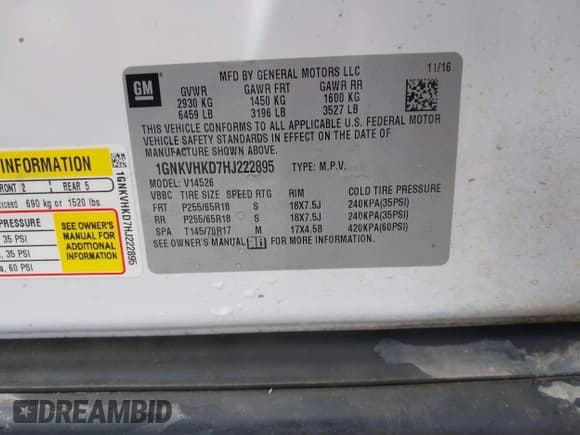 GM
MFD BY GENERAL MOTORS LLC
11/16
GVWR GAWR FRT GAWR RR
2930 KG 1450 KG 1600 KG
6459 LB 3196 LB 3527 LB
THIS VEHICLE CONFORMS TO ALL APPLICABLE U.S. FEDERAL MOTOR
VEHICLE SAFETY STANDARDS IN EFFECT ON THE DATE OF
MANUFACTURE SHOWN ABOVE.
1GNKVHKD7HJ222895 TYPE: M.P.V.
MODEL: V14526
VBBC TIRE SIZE SPEED RTG RIM COLD TIRE PRESSURE
FRT P255/65R18 S 18X7.5J 240KPA(35PSI)
RR P255/65R18 S 18X7.5J 240KPA(35PSI)
SPA T145/70R17 M 17X4.5B 420KPA(60PSI)
SEE OWNER'S MANUAL FOR MORE INFORMATION
INFORMATION
FRONT 2 REAR 5
exceed 690 kg or 1520 lbs.
PRESSURE
35 PSI
35 PSI
a, 60 PSI
SEE OWNER'S
MANUAL FOR
ADDITIONAL
INFORMATION
1GNKVHKD7HJ222895
DREAMBID